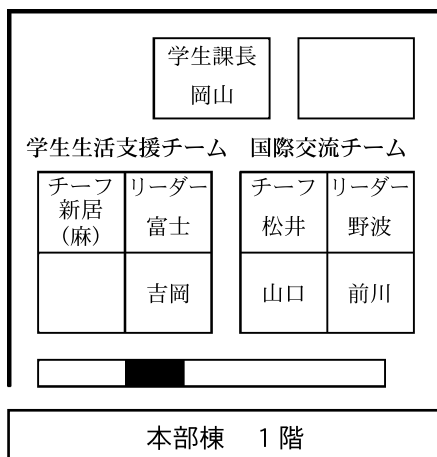 学生課長
岡山
学生生活支援チーム 国際交流チーム
チーフ
新居
(麻)
リーダー
富士
吉岡
チーフ
松井
リーダー
野波
山口
前川
本部棟 1階